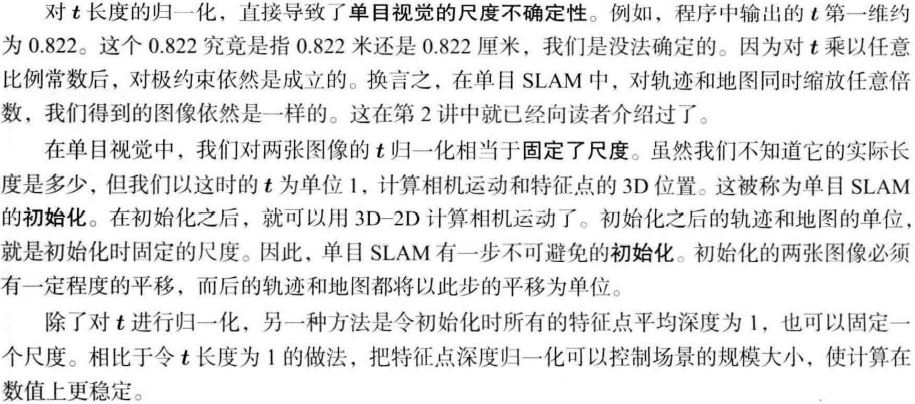 对 t 长度的归一化，直接导致了单目视觉的尺度不确定性。例如，程序中输出的 t 第一维约
为 0.822。这个 0.822 究竟是指 0.822 米还是 0.822 厘米，我们是没法确定的。因为对 t 乘以任意
比例常数后，对极约束依然是成立的。换言之，在单目 SLAM 中，对轨迹和地图同时缩放任意倍
数，我们得到的图像依然是一样的。这在第 2 讲中就已经向读者介绍过了。
在单目视觉中，我们对两张图像的 t 归一化相当于固定了尺度。虽然我们不知道它的实际长
度是多少，但我们以这时的 t 为单位 1，计算相机运动和特征点的 3D 位置。这被称为单目 SLAM
的初始化。在初始化之后，就可以用 3D–2D 计算相机运动了。初始化之后的轨迹和地图的单位，
就是初始化时固定的尺度。因此，单目 SLAM 有一步不可避免的初始化。初始化的两张图像必须
有一定程度的平移，而后的轨迹和地图都将以此步的平移为单位。
除了对 t 进行归一化，另一种方法是令初始化时所有的特征点平均深度为 1，也可以固定一
个尺度。相比于令 t 长度为 1 的做法，把特征点深度归一化可以控制场景的规模大小，使计算在
数值上更稳定。